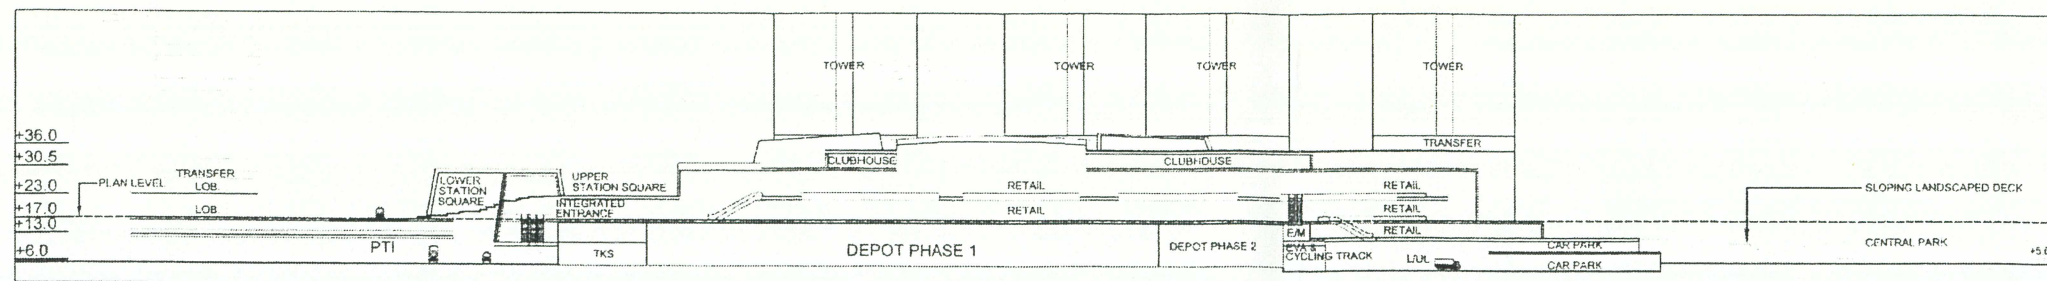 TOWER TOWER TOWER TOWER
+36.0
+30.5
+23.0
+17.0
+13.0
+6.0
PLAN LEVEL
TRANSFER
LOB.
LOB
PTI
LOWER
STATION
SQUARE
UPPER
STATION SQUARE
INTEGRATED
ENTRANCE
TKS
CLUBHOUSE
RETAIL
RETAIL
DEPOT PHASE 1
DEPOT PHASE 2
CLUBHOUSE
TRANSFER
RETAIL
RETAIL
RETAIL
E/M
EVA &
CYCLING TRACK
L/UL
CAR PARK
CAR PARK
SLOPING LANDSCAPED DECK
CENTRAL PARK